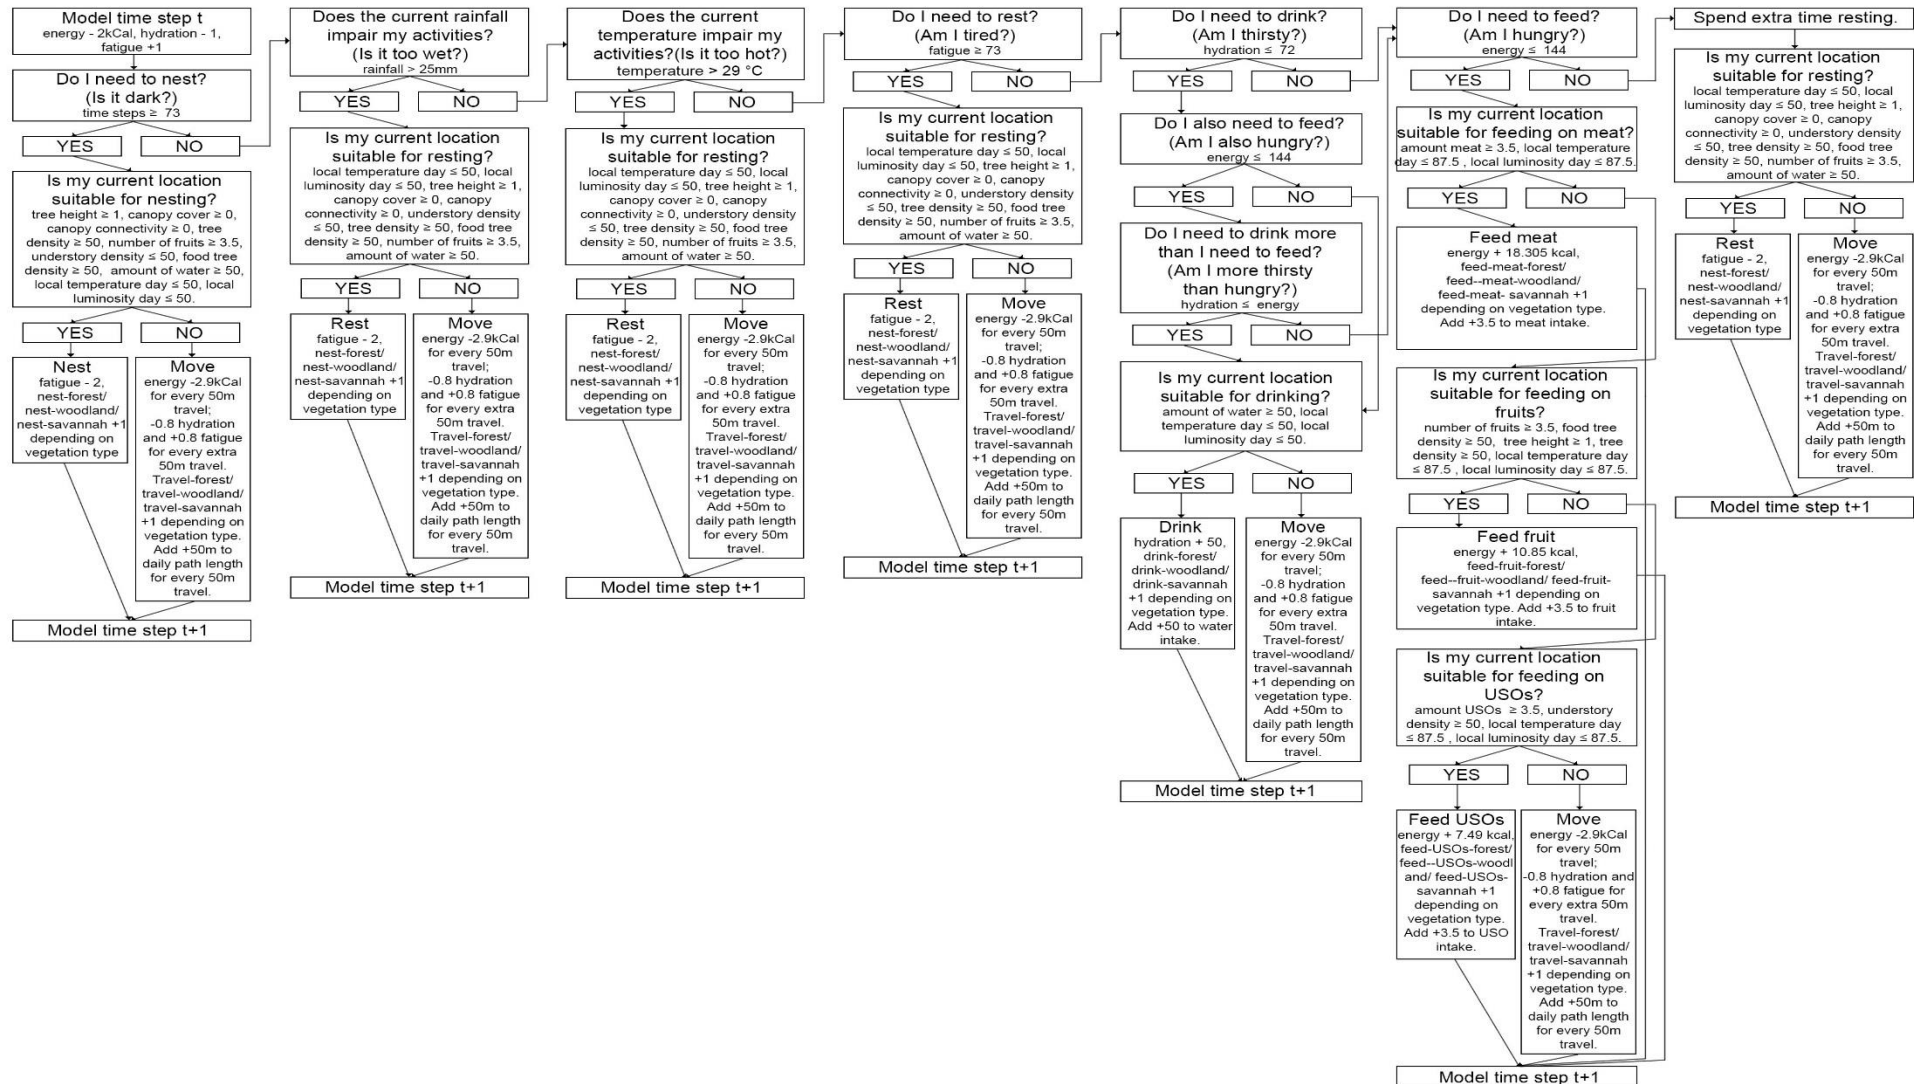 Model time step t
energy - 2kCal, hydration - 1,
fatigue +1
Do I need to nest?
(Is it dark?)
time steps ≥ 73
YES
NO
Is my current location
suitable for nesting?
tree height ≥ 1, canopy cover ≥ 0,
canopy connectivity ≥ 0, tree
density ≥ 50, number of fruits ≥ 3.5,
understory density ≤ 50, food tree
density ≥ 50, amount of water ≥ 50,
local temperature day ≤ 50, local
luminosity day ≤ 50.
YES
NO
Nest
fatigue - 2,
nest-forest/
nest-woodland/
nest-savannah +1
depending on
vegetation type
Move
energy -2.9kCal
for every 50m
travel;
-0.8 hydration
and +0.8 fatigue
for every extra
50m travel.
Travel-forest/
travel-woodland/
travel-savannah
+1 depending on
vegetation type.
Add +50m to
daily path length
for every 50m
travel.
Model time step t+1
Does the current rainfall
impair my activities?
(Is it too wet?)
rainfall > 25mm
YES
NO
Is my current location
suitable for resting?
local temperature day ≤ 50, local
luminosity day ≤ 50, tree height ≥ 1,
canopy cover ≥ 0, canopy
connectivity ≥ 0, understory density
≤ 50, tree density ≥ 50, food tree
density ≥ 50, number of fruits ≥ 3.5,
amount of water ≥ 50.
YES
NO
Rest
fatigue - 2,
nest-forest/
nest-woodland/
nest-savannah +1
depending on
vegetation type
Move
energy -2.9kCal
for every 50m
travel;
-0.8 hydration
and +0.8 fatigue
for every extra
50m travel.
Travel-forest/
travel-woodland/
travel-savannah
+1 depending on
vegetation type.
Add +50m to
daily path length
for every 50m
travel.
Model time step t+1
Does the current
temperature impair my
activities?(Is it too hot?)
temperature > 29 °C
YES
NO
Is my current location
suitable for resting?
local temperature day ≤ 50, local
luminosity day ≤ 50, tree height ≥ 1,
canopy cover ≥ 0, canopy
connectivity ≥ 0, understory density
≤ 50, tree density ≥ 50, food tree
density ≥ 50, number of fruits ≥ 3.5,
amount of water ≥ 50.
YES
NO
Rest
fatigue - 2,
nest-forest/
nest-woodland/
nest-savannah +1
depending on
vegetation type
Move
energy -2.9kCal
for every 50m
travel;
-0.8 hydration
and +0.8 fatigue
for every extra
50m travel.
Travel-forest/
travel-woodland/
travel-savannah
+1 depending on
vegetation type.
Add +50m to
daily path length
for every 50m
travel.
Model time step t+1
Do I need to rest?
(Am I tired?)
fatigue ≥ 73
YES
NO
Is my current location
suitable for resting?
local temperature day ≤ 50, local
luminosity day ≤ 50, tree height ≥ 1,
canopy cover ≥ 0, canopy
connectivity ≥ 0, understory density
≤ 50, tree density ≥ 50, food tree
density ≥ 50, number of fruits ≥ 3.5,
amount of water ≥ 50.
YES
NO
Rest
fatigue - 2,
nest-forest/
nest-woodland/
nest-savannah +1
depending on
vegetation type
Move
energy -2.9kCal
for every 50m
travel;
-0.8 hydration
and +0.8 fatigue
for every extra
50m travel.
Travel-forest/
travel-woodland/
travel-savannah
+1 depending on
vegetation type.
Add +50m to
daily path length
for every 50m
travel.
Model time step t+1
Do I need to drink?
(Am I thirsty?)
hydration ≤ 72
YES
NO
Do I also need to feed?
(Am I also hungry?)
energy ≤ 144
YES
NO
Do I need to drink more
than I need to feed?
(Am I more thirsty
than hungry?)
hydration ≤ energy
YES
NO
Is my current location
suitable for drinking?
amount of water ≥ 50, local
temperature day ≤ 50, local
luminosity day ≤ 50.
YES
NO
Drink
hydration + 50,
drink-forest/
drink-woodland/
drink-savannah
+1 depending on
vegetation type.
Add +50 to water
intake.
Move
energy -2.9kCal
for every 50m
travel;
-0.8 hydration
and +0.8 fatigue
for every extra
50m travel.
Travel-forest/
travel-woodland/
travel-savannah
+1 depending on
vegetation type.
Add +50m to
daily path length
for every 50m
travel.
Model time step t+1
Do I need to feed?
(Am I hungry?)
energy ≤ 144
YES
NO
Is my current location
suitable for feeding on meat?
amount meat ≥ 3.5, local temperature
day ≤ 87.5 , local luminosity day ≤ 87.5.
YES
NO
Feed meat
energy + 18.305 kcal,
feed-meat-forest/
feed--meat-woodland/
feed-meat- savannah +1
depending on vegetation type.
Add +3.5 to meat intake.
Is my current location
suitable for feeding on
fruits?
number of fruits ≥ 3.5, food tree
density ≥ 50, tree height ≥ 1, tree
density ≥ 50, local temperature day
≤ 87.5 , local luminosity day ≤ 87.5.
YES
NO
Feed fruit
energy + 10.85 kcal,
feed-fruit-forest/
feed--fruit-woodland/ feed-fruit-
savannah +1 depending on
vegetation type. Add +3.5 to fruit
intake.
Is my current location
suitable for feeding on
USOs?
amount USOs ≥ 3.5, understory
density ≥ 50, local temperature day
≤ 87.5 , local luminosity day ≤ 87.5.
YES
NO
Feed USOs
energy + 7.49 kcal,
feed-USOs-forest/
feed--USOs-woodl
and/ feed-USOs-
savannah +1
depending on
vegetation type.
Add +3.5 to USO
intake.
Move
energy -2.9kCal
for every 50m
travel;
-0.8 hydration and
+0.8 fatigue for
every extra 50m
travel.
Travel-forest/
travel-woodland/
travel-savannah
+1 depending on
vegetation type.
Add +50m to
daily path length
for every 50m
travel.
Model time step t+1
Spend extra time resting.
Is my current location
suitable for resting?
local temperature day ≤ 50, local
luminosity day ≤ 50, tree height ≥ 1,
canopy cover ≥ 0, canopy
connectivity ≥ 0, understory density
≤ 50, tree density ≥ 50, food tree
density ≥ 50, number of fruits ≥ 3.5,
amount of water ≥ 50.
YES
NO
Rest
fatigue - 2,
nest-forest/
nest-woodland/
nest-savannah +1
depending on
vegetation type
Move
energy -2.9kCal
for every 50m
travel;
-0.8 hydration
and +0.8 fatigue
for every extra
50m travel.
Travel-forest/
travel-woodland/
travel-savannah
+1 depending on
vegetation type.
Add +50m to
daily path length
for every 50m
travel.
Model time step t+1